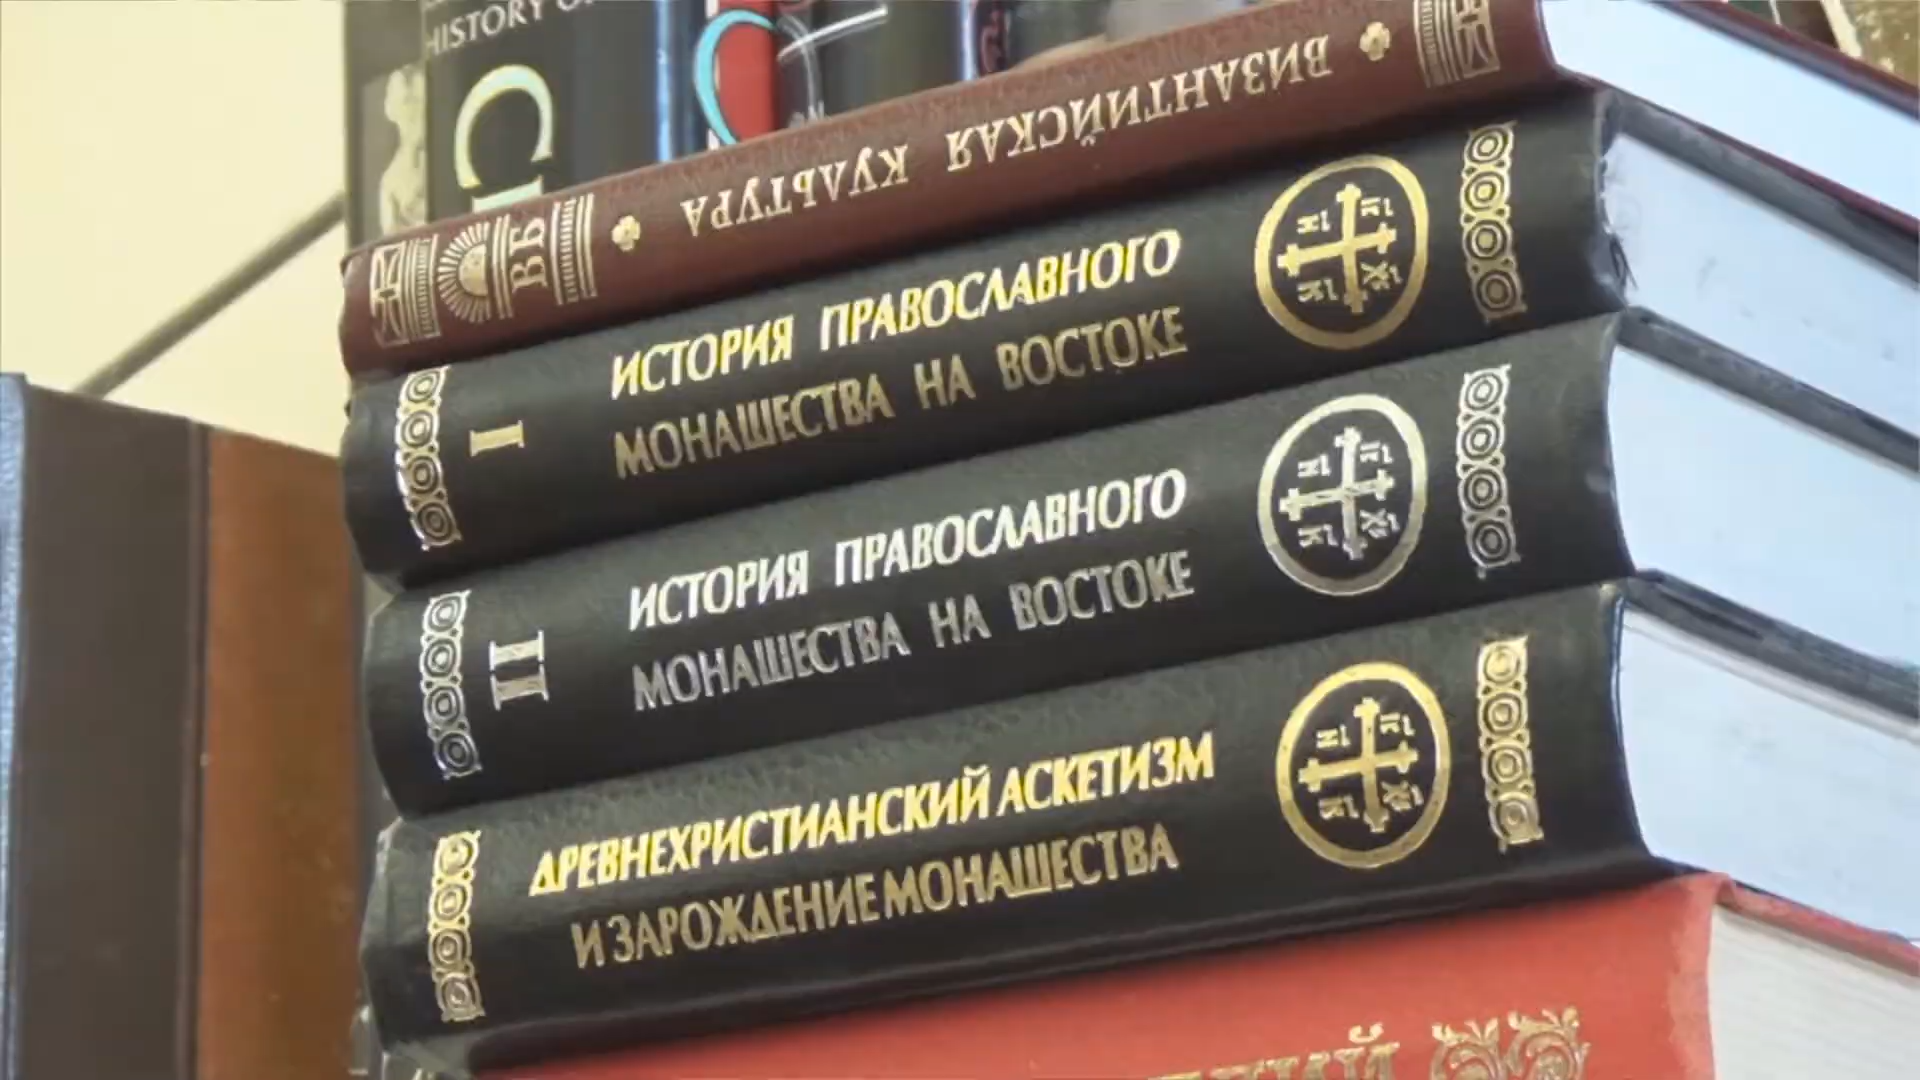 HISTORY O
ВИЗАНТИЙСКАЯ КУЛЬТУРА
ВБ
I
ИСТОРИЯ ПРАВОСЛАВНОГО
МОНАШЕСТВА НА ВОСТОКЕ
II
ИСТОРИЯ ПРАВОСЛАВНОГО
МОНАШЕСТВА НА ВОСТОКЕ
ДРЕВНЕХРИСТИАНСКИЙ АСКЕТИЗМ
И ЗАРОЖДЕНИЕ МОНАШЕСТВА